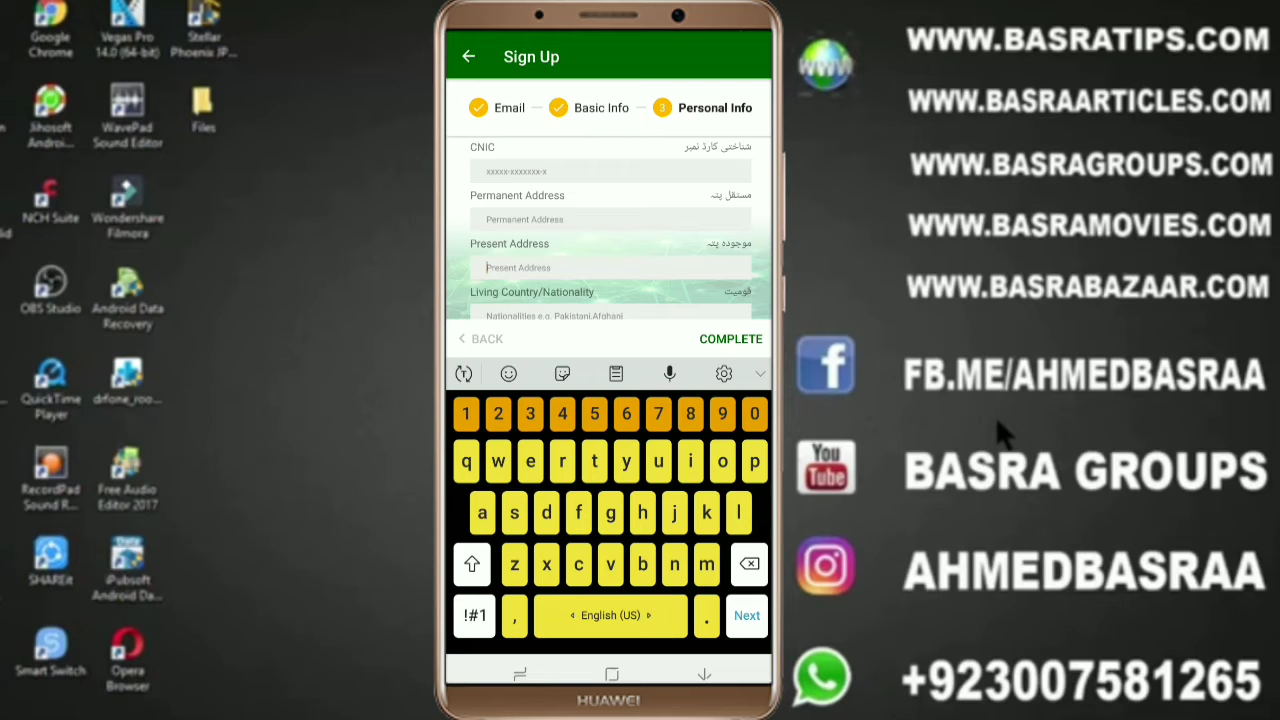 Google
Chrome
Vegas Pro
14.0 (64-bit)
Stellar
Phoenix JP...
Jihosoft
Androi...
WavePad
Sound Editor
Files
NCH Suite
Wondershare
Filmora
OBS Studio
Android Data
Recovery
QuickTime
Player
drfone_roo...
RecordPad
Sound R...
Free Audio
Editor 2017
SHAREit
iPubsoft
Android Da...
Smart Switch
Opera
Browser
Sign Up
Email
Basic Info
3 Personal Info
CNIC شناختی کارڈ نمبر
xxxxx-xxxxxxx-x
Permanent Address مستقل پتہ
Permanent Address
Present Address موجودہ پتہ
Present Address
Living Country/Nationality قومیت
Nationalities e.g. Pakistani,Afghani
BACK COMPLETE
1 2 3 4 5 6 7 8 9 0
q w e r t y u i o p
a s d f g h j k l
z x c v b n m
!#1 , English (US) . Next
HUAWEI
WWW
WWW.BASRATIPS.COM
WWW.BASRAARTICLES.COM
WWW.BASRAGROUPS.COM
WWW.BASRAMOVIES.COM
WWW.BASRABAZAAR.COM
FB.ME/AHMEDBASRAA
You
Tube
BASRA GROUPS
AHMEDBASRAA
+923007581265